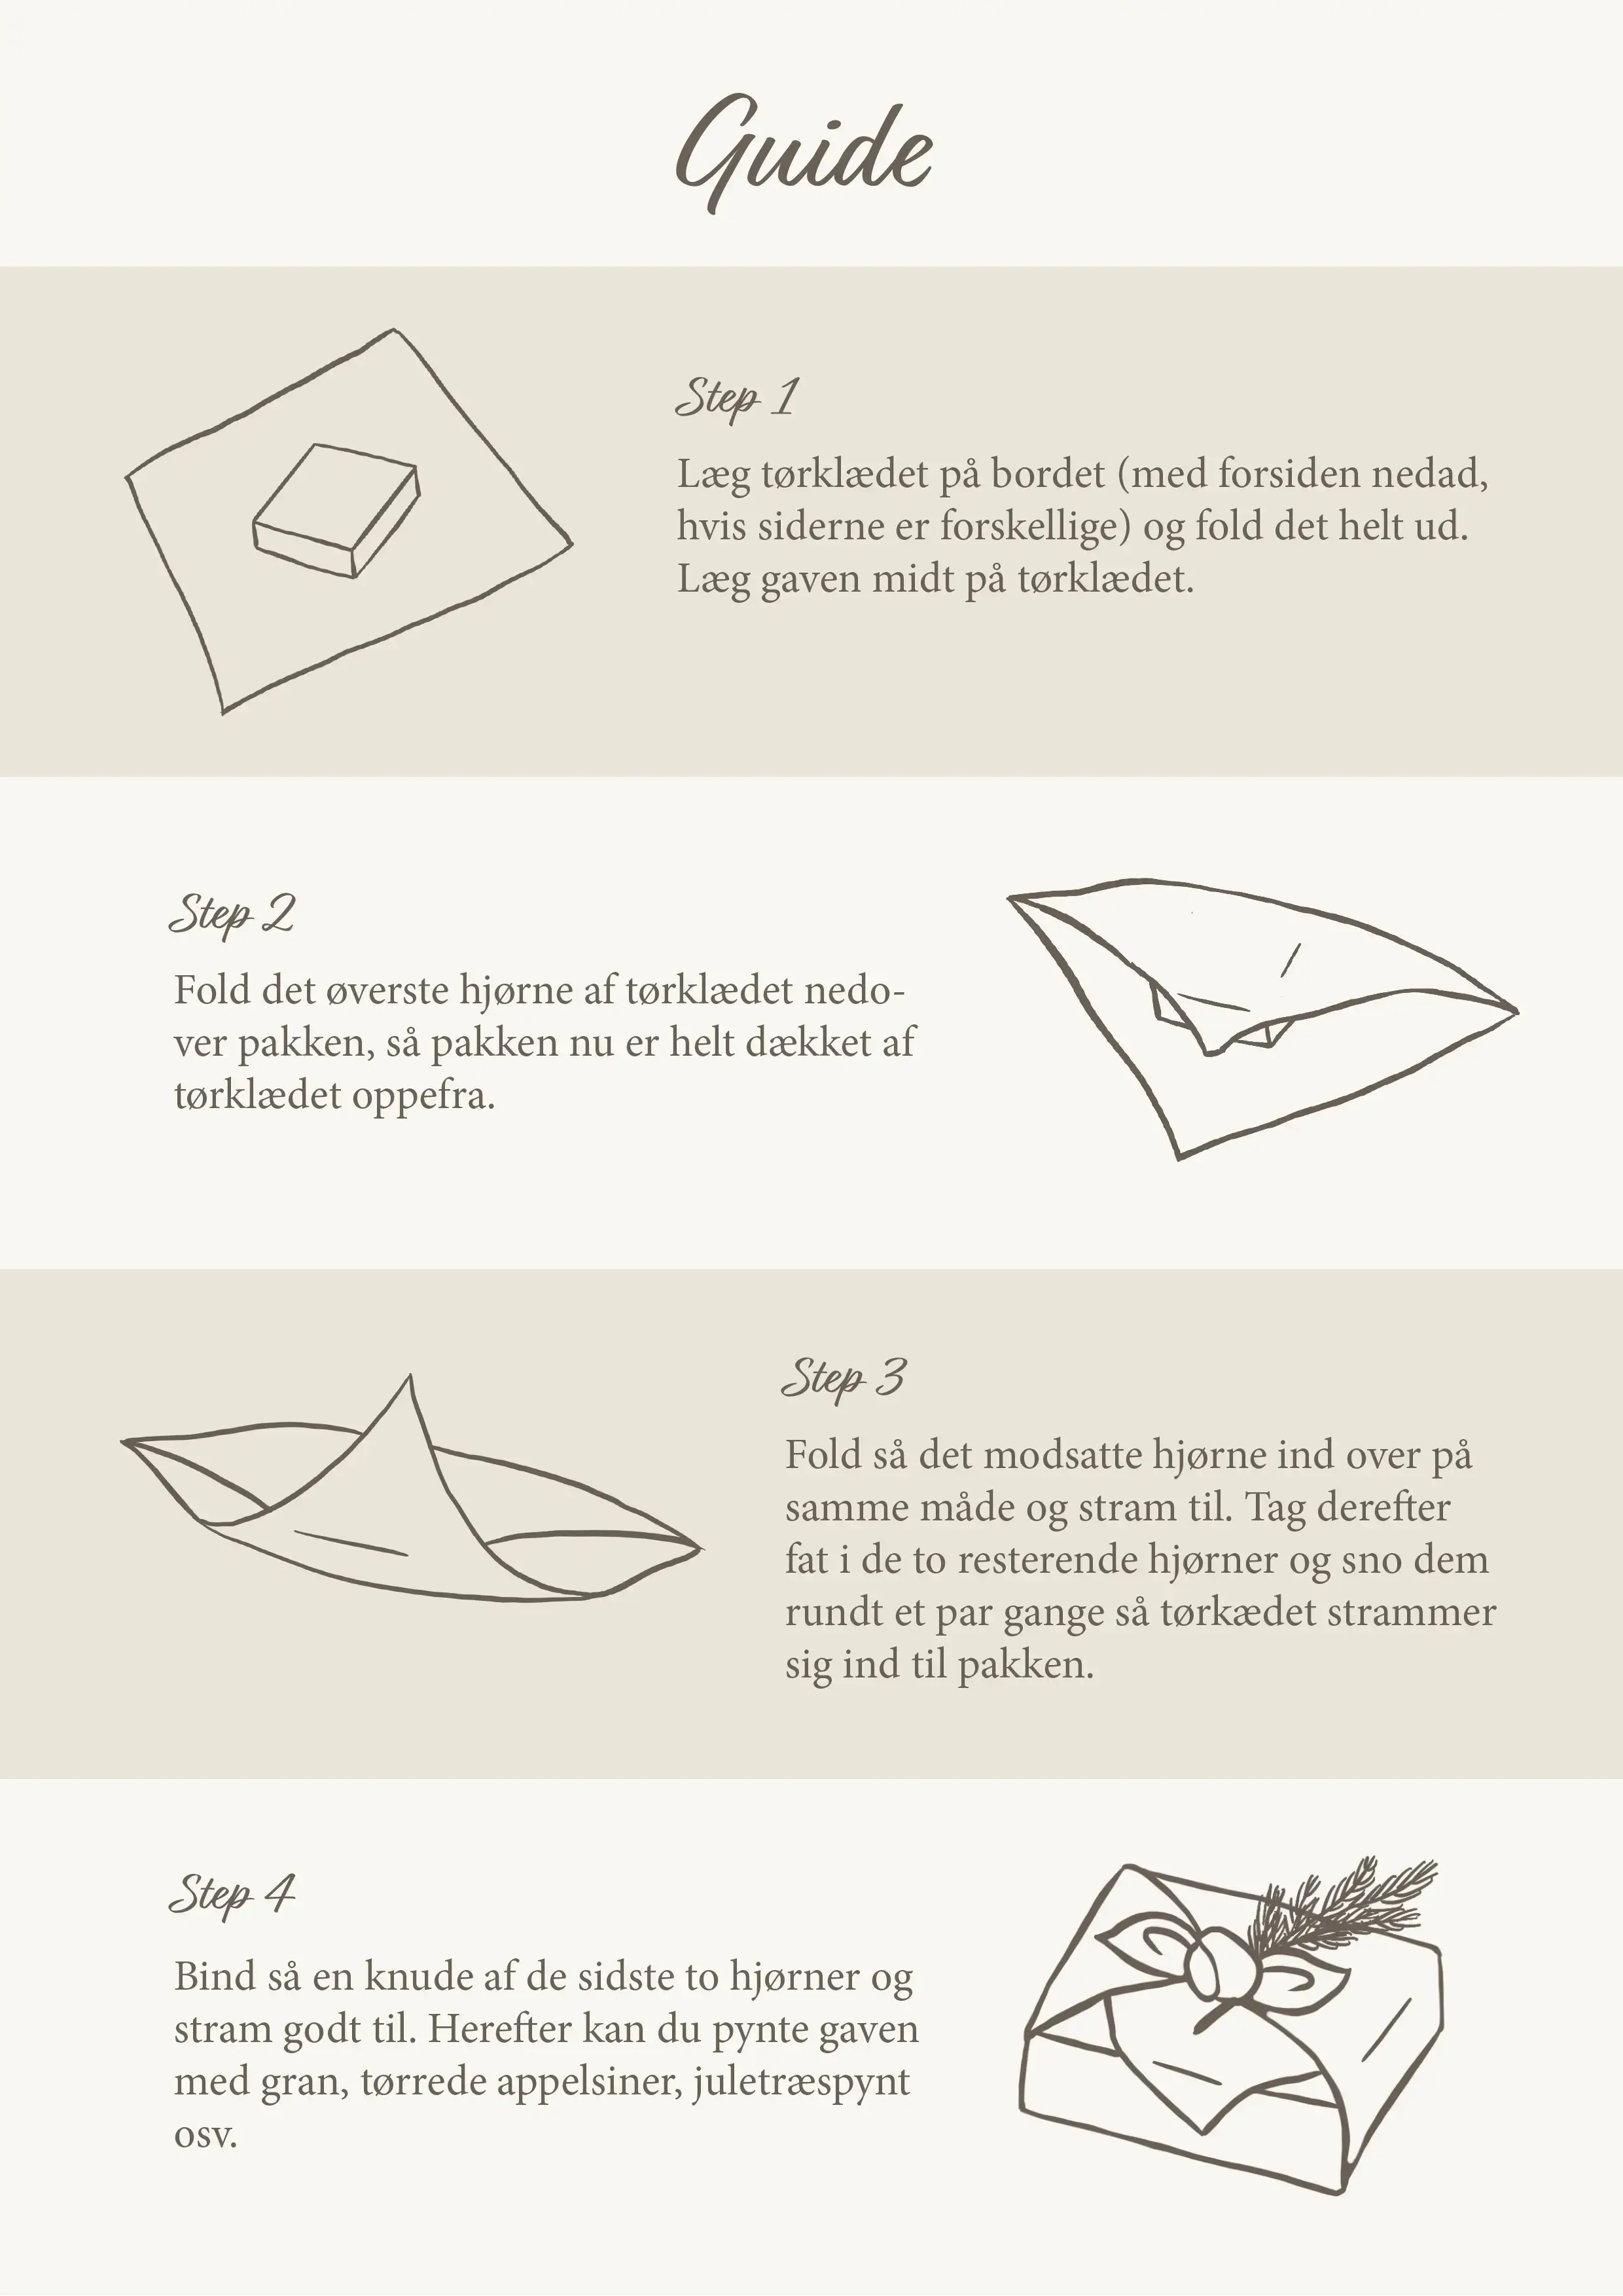 Guide
Step 1
Læg tørklædet på bordet (med forsiden nedad,
hvis siderne er forskellige) og fold det helt ud.
Læg gaven midt på tørklædet.
Step 2
Fold det øverste hjørne af tørklædet nedo-
ver pakken, så pakken nu er helt dækket af
tørklædet oppefra.
Step 3
Fold så det modsatte hjørne ind over på
samme måde og stram til. Tag derefter
fat i de to resterende hjørner og sno dem
rundt et par gange så tørkædet strammer
sig ind til pakken.
Step 4
Bind så en knude af de sidste to hjørner og
stram godt til. Herefter kan du pynte gaven
med gran, tørrede appelsiner, juletræspynt
osv.